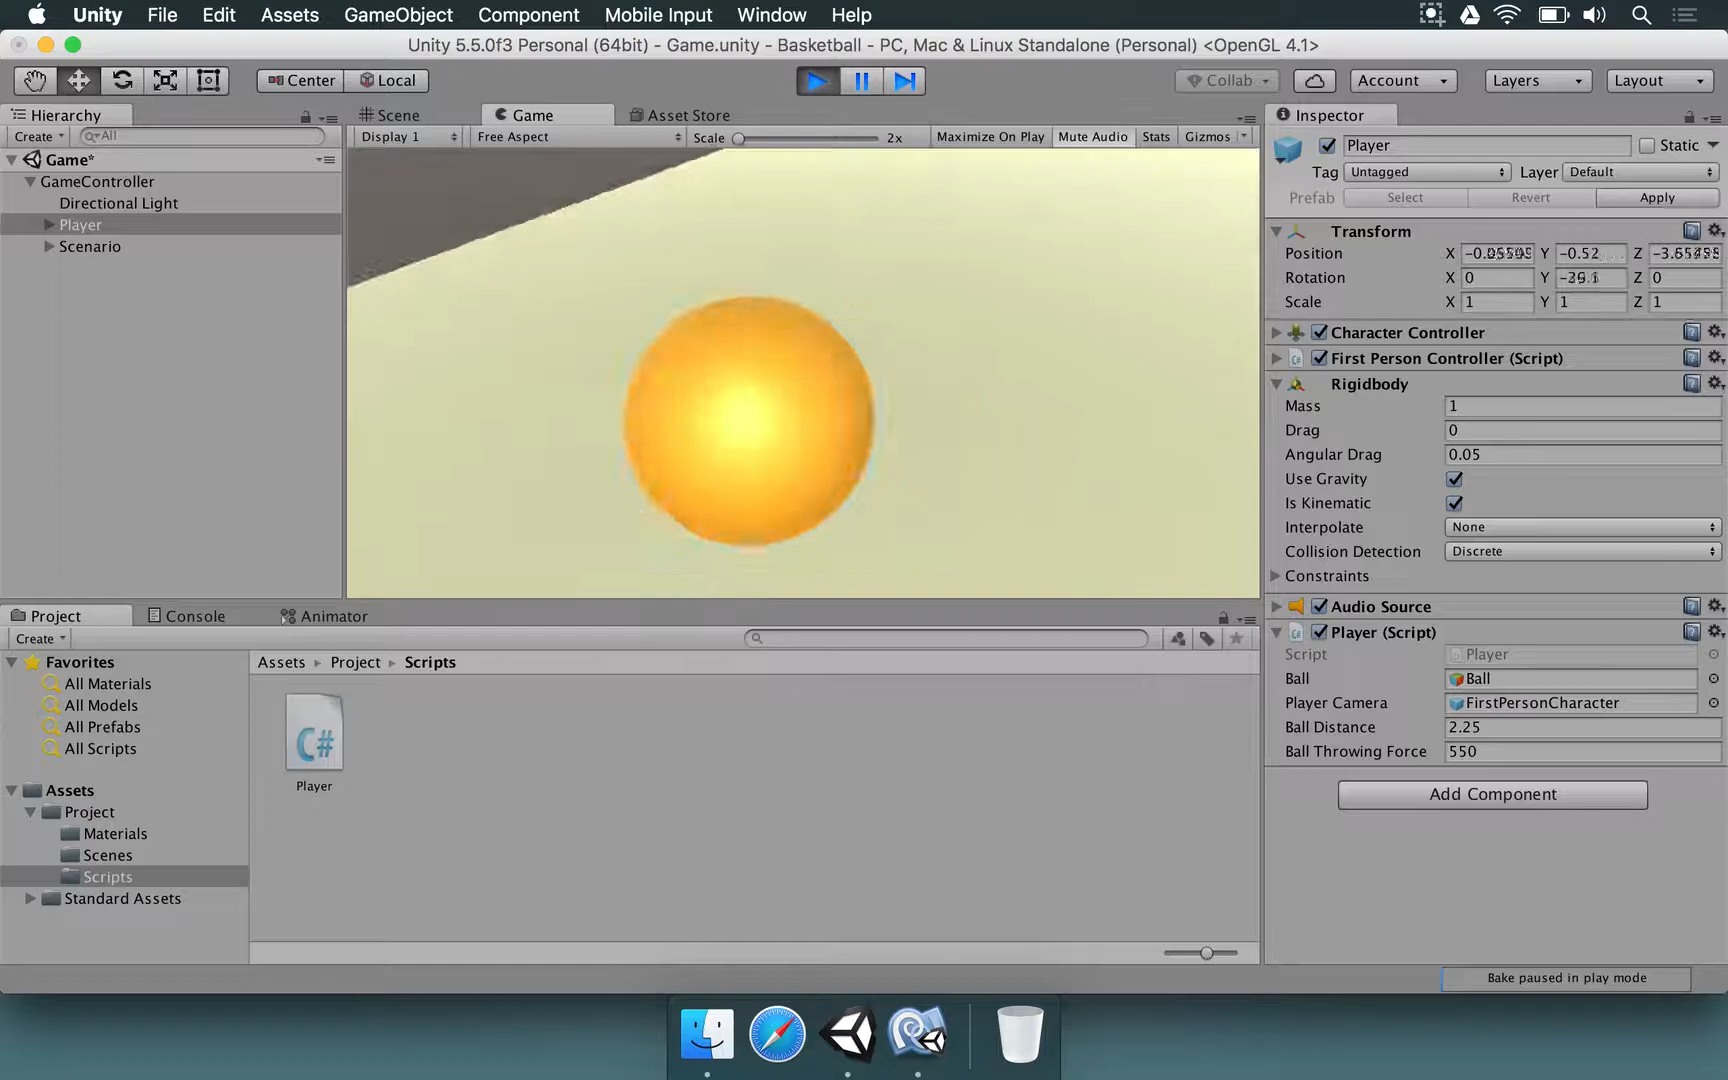 Unity File Edit Assets GameObject Component Mobile Input Window Help
Unity 5.5.0f3 Personal (64bit) - Game.unity - Basketball - PC, Mac & Linux Standalone (Personal) <OpenGL 4.1>
Center Local Collab Account Layers Layout
Hierarchy
Create All
Game*
GameController
Directional Light
Player
Scenario
Scene Game Asset Store
Display 1 Free Aspect Scale 2x Maximize On Play Mute Audio Stats Gizmos
Inspector
Player Static
Tag Untagged Layer Default
Prefab Select Revert Apply
Transform
Position X Y -0.52 Z
Rotation X 0 Y Z 0
Scale X 1 Y 1 Z 1
Character Controller
C# First Person Controller (Script)
Rigidbody
Mass 1
Drag 0
Angular Drag 0.05
Use Gravity
Is Kinematic
Interpolate None
Collision Detection Discrete
Constraints
Audio Source
C# Player (Script)
Script Player
Ball Ball
Player Camera FirstPersonCharacter
Ball Distance 2.25
Ball Throwing Force 550
Add Component
Project Console Animator
Create
Favorites
All Materials
All Models
All Prefabs
All Scripts
Assets
Project
Materials
Scenes
Scripts
Standard Assets
Assets Project Scripts
C#
Player
Bake paused in play mode